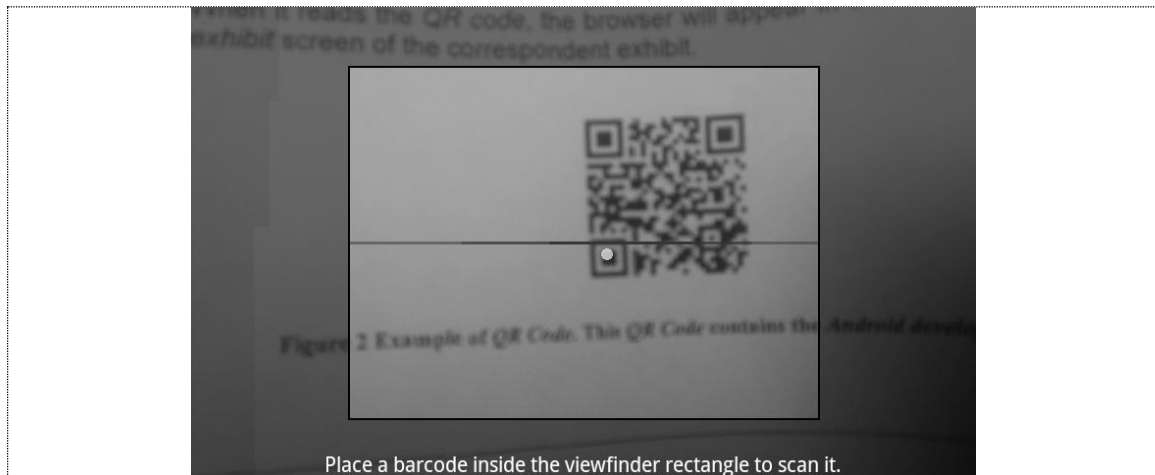 When it reads the QR code, the browser will appear
exhibit screen of the correspondent exhibit.
Figure 2 Example of QR Code. This QR Code contains the Android develo
Place a barcode inside the viewfinder rectangle to scan it.